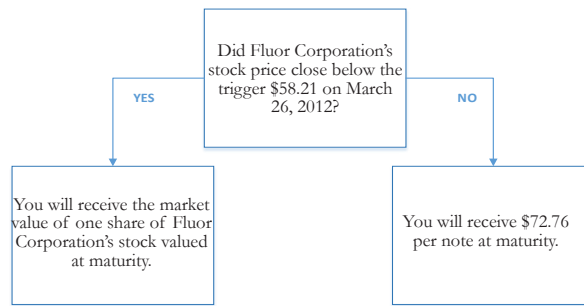 Did Fluor Corporation's
stock price close below the
trigger $58.21 on March
26, 2012?
YES
NO
You will receive the market
value of one share of Fluor
Corporation's stock valued
at maturity.
You will receive $72.76
per note at maturity.